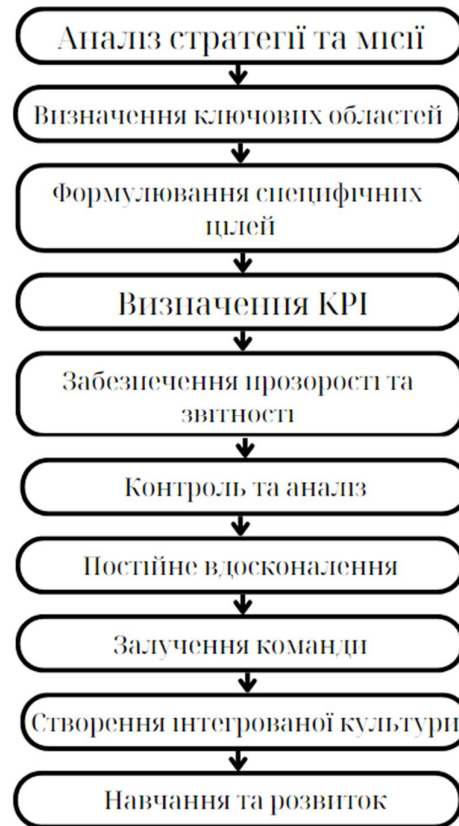 Аналіз стратегії та місії
Визначення ключових областей
Формулювання специфічних
цілей
Визначення KPI
Забезпечення прозорості та
звітності
Контроль та аналіз
Постійне вдосконалення
Залучення команди
Створення інтегрованої культури
Навчання та розвиток